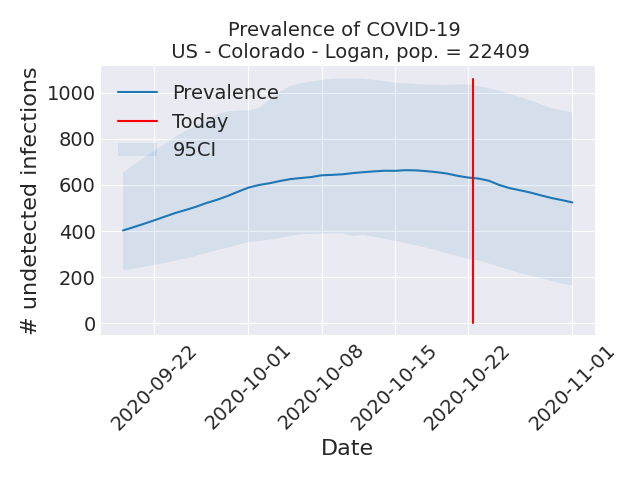 Prevalence of COVID-19
US - Colorado - Logan, pop. = 22409
# undetected infections
1000
800
600
400
200
0
Prevalence
Today
95CI
2020-09-22
2020-10-01
2020-10-08
2020-10-15
2020-10-22
2020-11-01
Date